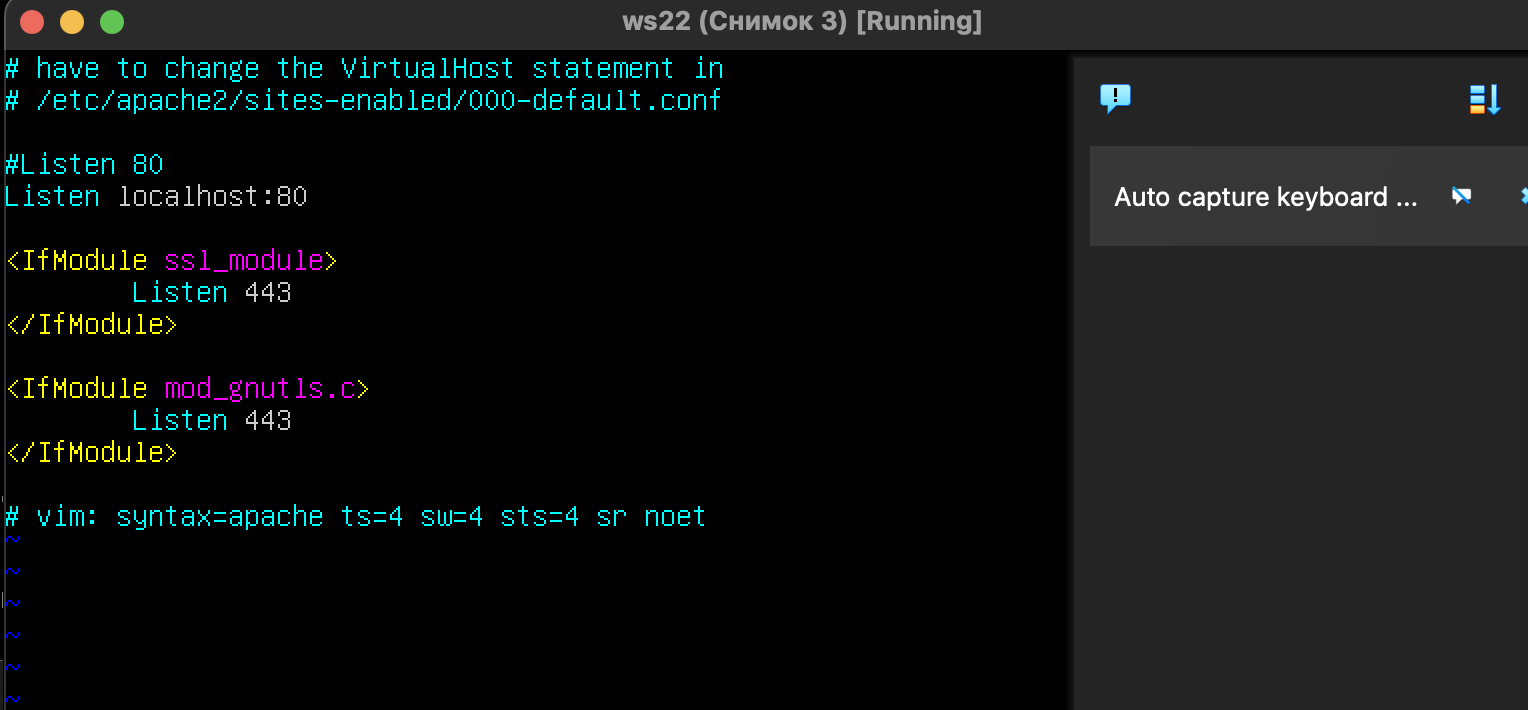 ws22 (Снимок 3) [Running]
# have to change the VirtualHost statement in
# /etc/apache2/sites-enabled/000-default.conf
#Listen 80
Listen localhost:80
<IfModule ssl_module>
Listen 443
</IfModule>
<IfModule mod_gnutls.c>
Listen 443
</IfModule>
# vim: syntax=apache ts=4 sw=4 sts=4 sr noet
~
~
~
~
~
~
Auto capture keyboard ...